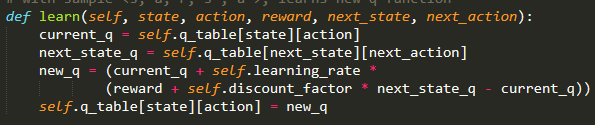 # with sample <s, a, r, s', a'>, learns new q function
def learn(self, state, action, reward, next_state, next_action):
    current_q = self.q_table[state][action]
    next_state_q = self.q_table[next_state][next_action]
    new_q = (current_q + self.learning_rate *
            (reward + self.discount_factor * next_state_q - current_q))
    self.q_table[state][action] = new_q